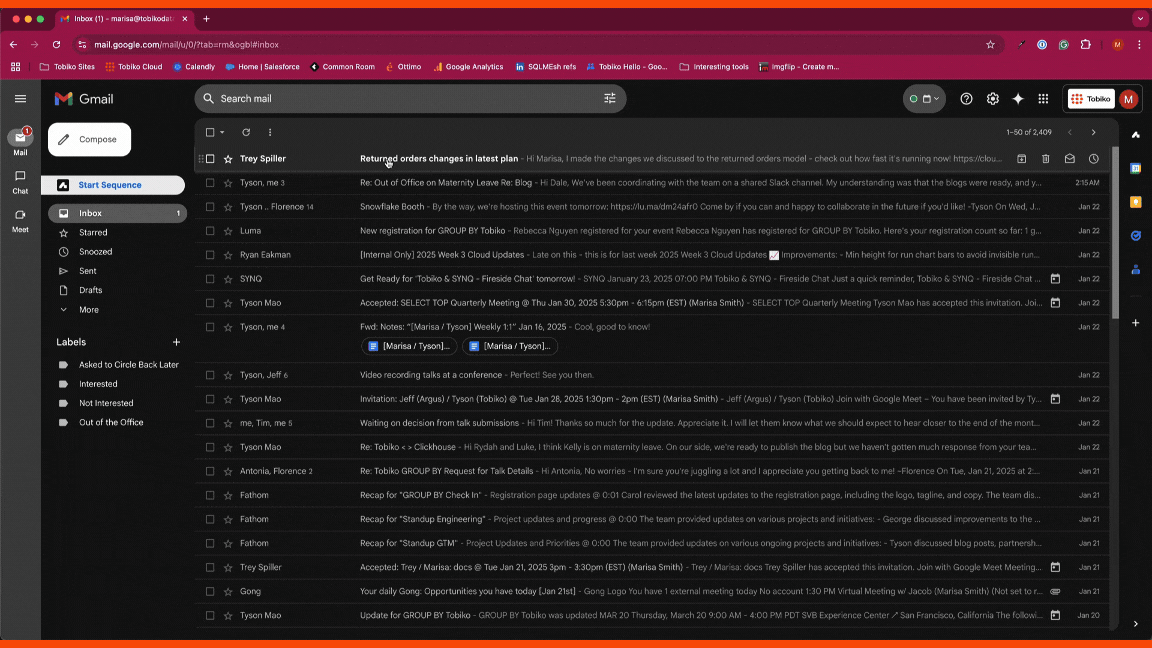 Inbox (1) – marisa@tobikodat
mail.google.com/mail/u/0/?tab=rm&ogbl#inbox
M
Tobiko Sites
Tobiko Cloud
Calendly
Home | Salesforce
Common Room
Ottimo
Google Analytics
SQLMEsh refs
Tobiko Hello - Goo...
Interesting tools
Imgflip - Create m...
Gmail
Search mail
Tobiko
M
1
Mail
Chat
Meet
Compose
Start Sequence
Inbox 1
Starred
Snoozed
Sent
Drafts
More
Labels
Asked to Circle Back Later
Interested
Not Interested
Out of the Office
1–50 of 2,409
Trey Spiller Returned orders changes in latest plan - Hi Marisa, I made the changes we discussed to the returned orders model - check out how fast it's running now! https://clou...
Tyson, me 3 Re: Out of Office on Maternity Leave Re: Blog - Hi Dale, We've been coordinating with the team on a shared Slack channel. My understanding was that the blogs were ready, and y... 2:15 AM
Tyson .. Florence 14 Snowflake Booth - By the way, we're hosting this event tomorrow: https://lu.ma/dm24afr0 Come by if you can and happy to collaborate in the future if you'd like! -Tyson On Wed, J... Jan 22
Luma New registration for GROUP BY Tobiko - Rebecca Nguyen registered for your event Rebecca Nguyen has registered for GROUP BY Tobiko. Here's your registration count so far: 1 g... Jan 22
Ryan Eakman [Internal Only] 2025 Week 3 Cloud Updates - Late on this - this is for last week 2025 Week 3 Cloud Updates 📈 Improvements: - Min height for run chart bars to avoid invisible run... Jan 22
SYNQ Get Ready for 'Tobiko & SYNQ - Fireside Chat' tomorrow! - SYNQ January 23, 2025 07:00 PM Tobiko & SYNQ - Fireside Chat Just a quick reminder, Tobiko & SYNQ - Fireside Chat ... Jan 22
Tyson Mao Accepted: SELECT TOP Quarterly Meeting @ Thu Jan 30, 2025 5:30pm - 6:15pm (EST) (Marisa Smith) - SELECT TOP Quarterly Meeting Tyson Mao has accepted this invitation. Joi... Jan 22
Tyson, me 4 Fwd: Notes: “[Marisa / Tyson] Weekly 1:1” Jan 16, 2025 - Cool, good to know! Jan 22
[Marisa / Tyson]... [Marisa / Tyson]...
Tyson, Jeff 6 Video recording talks at a conference - Perfect! See you then. Jan 22
Tyson Mao Invitation: Jeff (Argus) / Tyson (Tobiko) @ Tue Jan 28, 2025 1:30pm - 2pm (EST) (Marisa Smith) - Jeff (Argus) / Tyson (Tobiko) Join with Google Meet – You have been invited by Ty... Jan 22
me, Tim, me 5 Waiting on decision from talk submissions - Hi Tim! Thanks so much for the update. Appreciate it. I will let them know what we should expect to hear closer to the end of the mont... Jan 22
Tyson Mao Re: Tobiko < > Clickhouse - Hi Rydah and Luke, I think Kelly is on maternity leave. On our side, we're ready to publish the blog but we haven't gotten much response from your tea... Jan 22
Antonia, Florence 2 Re: Tobiko GROUP BY Request for Talk Details - Hi Antonia, No worries - I'm sure you're juggling a lot and I appreciate you getting back to me! ~Florence On Tue, Jan 21, 2025 at 2:... Jan 21
Fathom Recap for "GROUP BY Check In" - Registration page updates @ 0:01 Carol reviewed the latest updates to the registration page, including the logo, tagline, and copy. The team dis... Jan 21
Fathom Recap for "Standup Engineering" - Project updates and progress @ 0:00 The team provided updates on various projects and initiatives: - George discussed improvements to the ... Jan 21
Fathom Recap for "Standup GTM" - Project Updates and Priorities @ 0:00 The team provided updates on various ongoing projects and initiatives: - Tyson discussed blog posts, partnersh... Jan 21
Trey Spiller Accepted: Trey / Marisa: docs @ Tue Jan 21, 2025 3pm - 3:30pm (EST) (Marisa Smith) - Trey / Marisa: docs Trey Spiller has accepted this invitation. Join with Google Meet Meeting... Jan 21
Gong Your daily Gong: Opportunities you have today [Jan 21st] - Gong Logo You have 1 external meeting today No account 1:30 PM Virtual Meeting w/ Jacob (Marisa Smith) (Not set to r... Jan 21
Tyson Mao Update for GROUP BY Tobiko - GROUP BY Tobiko was updated MAR 20 Thursday, March 20 9:00 AM - 4:00 PM PDT SVB Experience Center ↗ San Francisco, California The followi... Jan 20